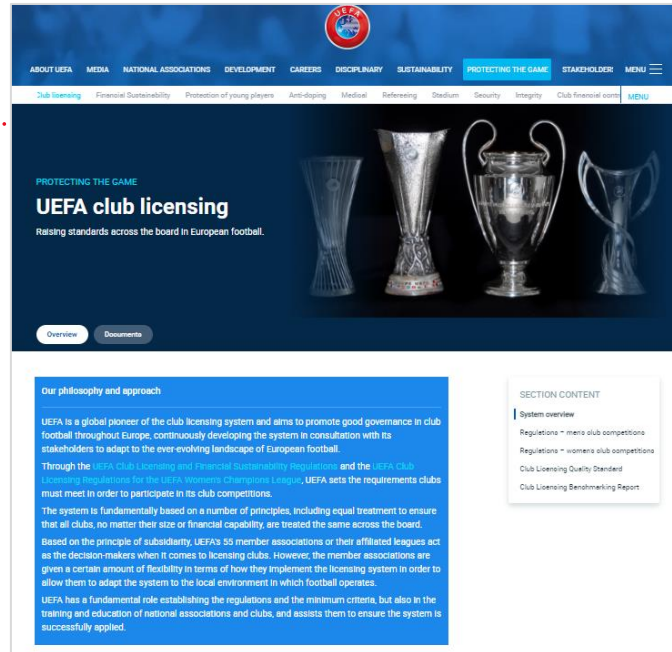 UEFA
ABOUT UEFA MEDIA NATIONAL ASSOCIATIONS DEVELOPMENT CAREERS DISCIPLINARY SUSTAINABILITY PROTECTING THE GAME STAKEHOLDER MENU
Club licensing Financial Sustainability Protection of young players Anti-doping Medical Refereeing Stadium Security Integrity Club financial contr MENU
PROTECTING THE GAME
UEFA club licensing
Raising standards across the board in European football.
Overview Documents
Our philosophy and approach
UEFA is a global pioneer of the club licensing system and aims to promote good governance in club
football throughout Europe, continuously developing the system in consultation with its
stakeholders to adapt to the ever-evolving landscape of European football.
Through the UEFA Club Licensing and Financial Sustainability Regulations and the UEFA Club
Licensing Regulations for the UEFA Women's Champions League, UEFA sets the requirements clubs
must meet in order to participate in its club competitions.
The system is fundamentally based on a number of principles, including equal treatment to ensure
that all clubs, no matter their size or financial capability, are treated the same across the board.
Based on the principle of subsidiarity, UEFA's 55 member associations or their affiliated leagues act
as the decision-makers when it comes to licensing clubs. However, the member associations are
given a certain amount of flexibility in terms of how they implement the licensing system in order to
allow them to adapt the system to the local environment in which football operates.
UEFA has a fundamental role establishing the regulations and the minimum criteria, but also in the
training and education of national associations and clubs, and assists them to ensure the system is
successfully applied.
SECTION CONTENT
System overview
Regulations – mens club competitions
Regulations – womens club competitions
Club Licensing Quality Standard
Club Licensing Benchmarking Report